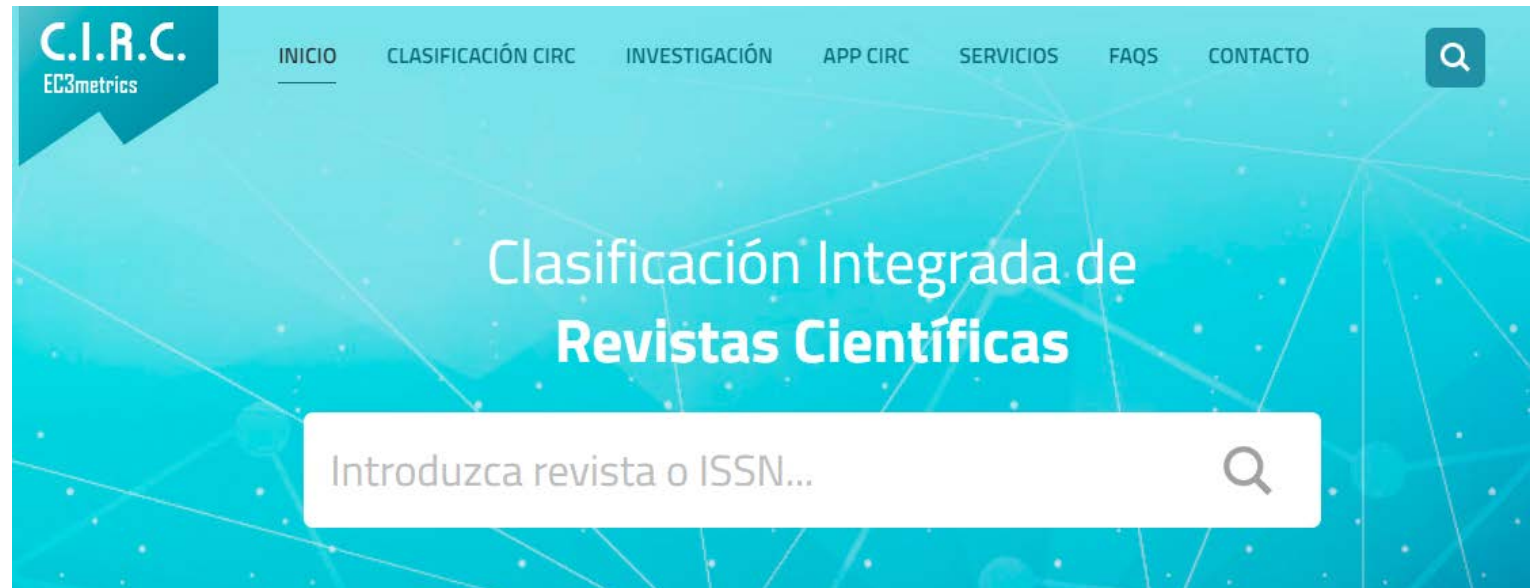 C.I.R.C.
EC3metrics
INICIO CLASIFICACIÓN CIRC INVESTIGACIÓN APP CIRC SERVICIOS FAQS CONTACTO
Clasificación Integrada de
Revistas Científicas
Introduzca revista o ISSN...